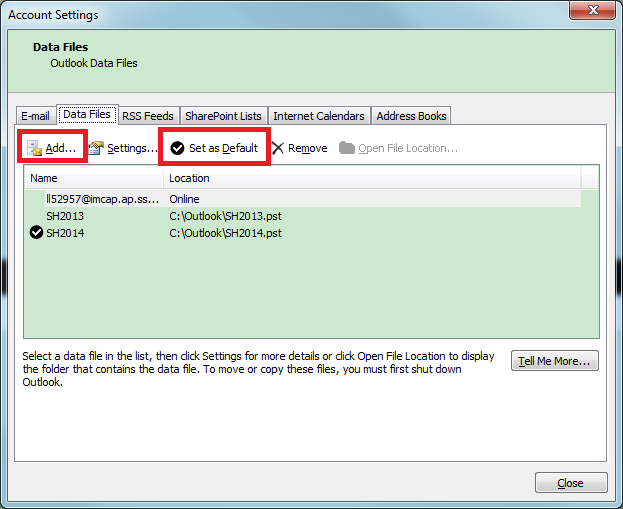 Account Settings
Data Files
Outlook Data Files
E-mail Data Files RSS Feeds SharePoint Lists Internet Calendars Address Books
Add... Settings... Set as Default Remove Open File Location...
Name Location
ll52957@imcap.ap.ss... Online
SH2013 C:\Outlook\SH2013.pst
SH2014 C:\Outlook\SH2014.pst
Select a data file in the list, then click Settings for more details or click Open File Location to display
the folder that contains the data file. To move or copy these files, you must first shut down
Outlook.
Tell Me More...
Close